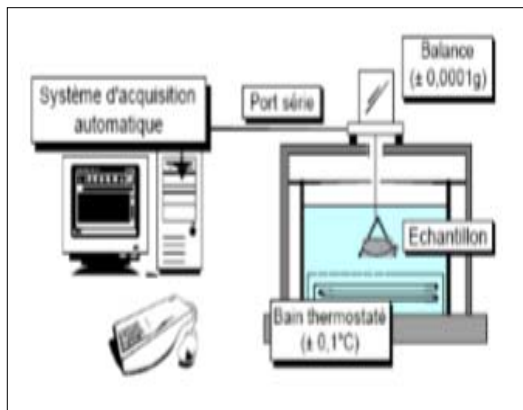 Balance
(± 0,0001g)
Système d'acquisition
automatique
Port série
Echantillon
Bain thermostaté
(± 0,1°C)